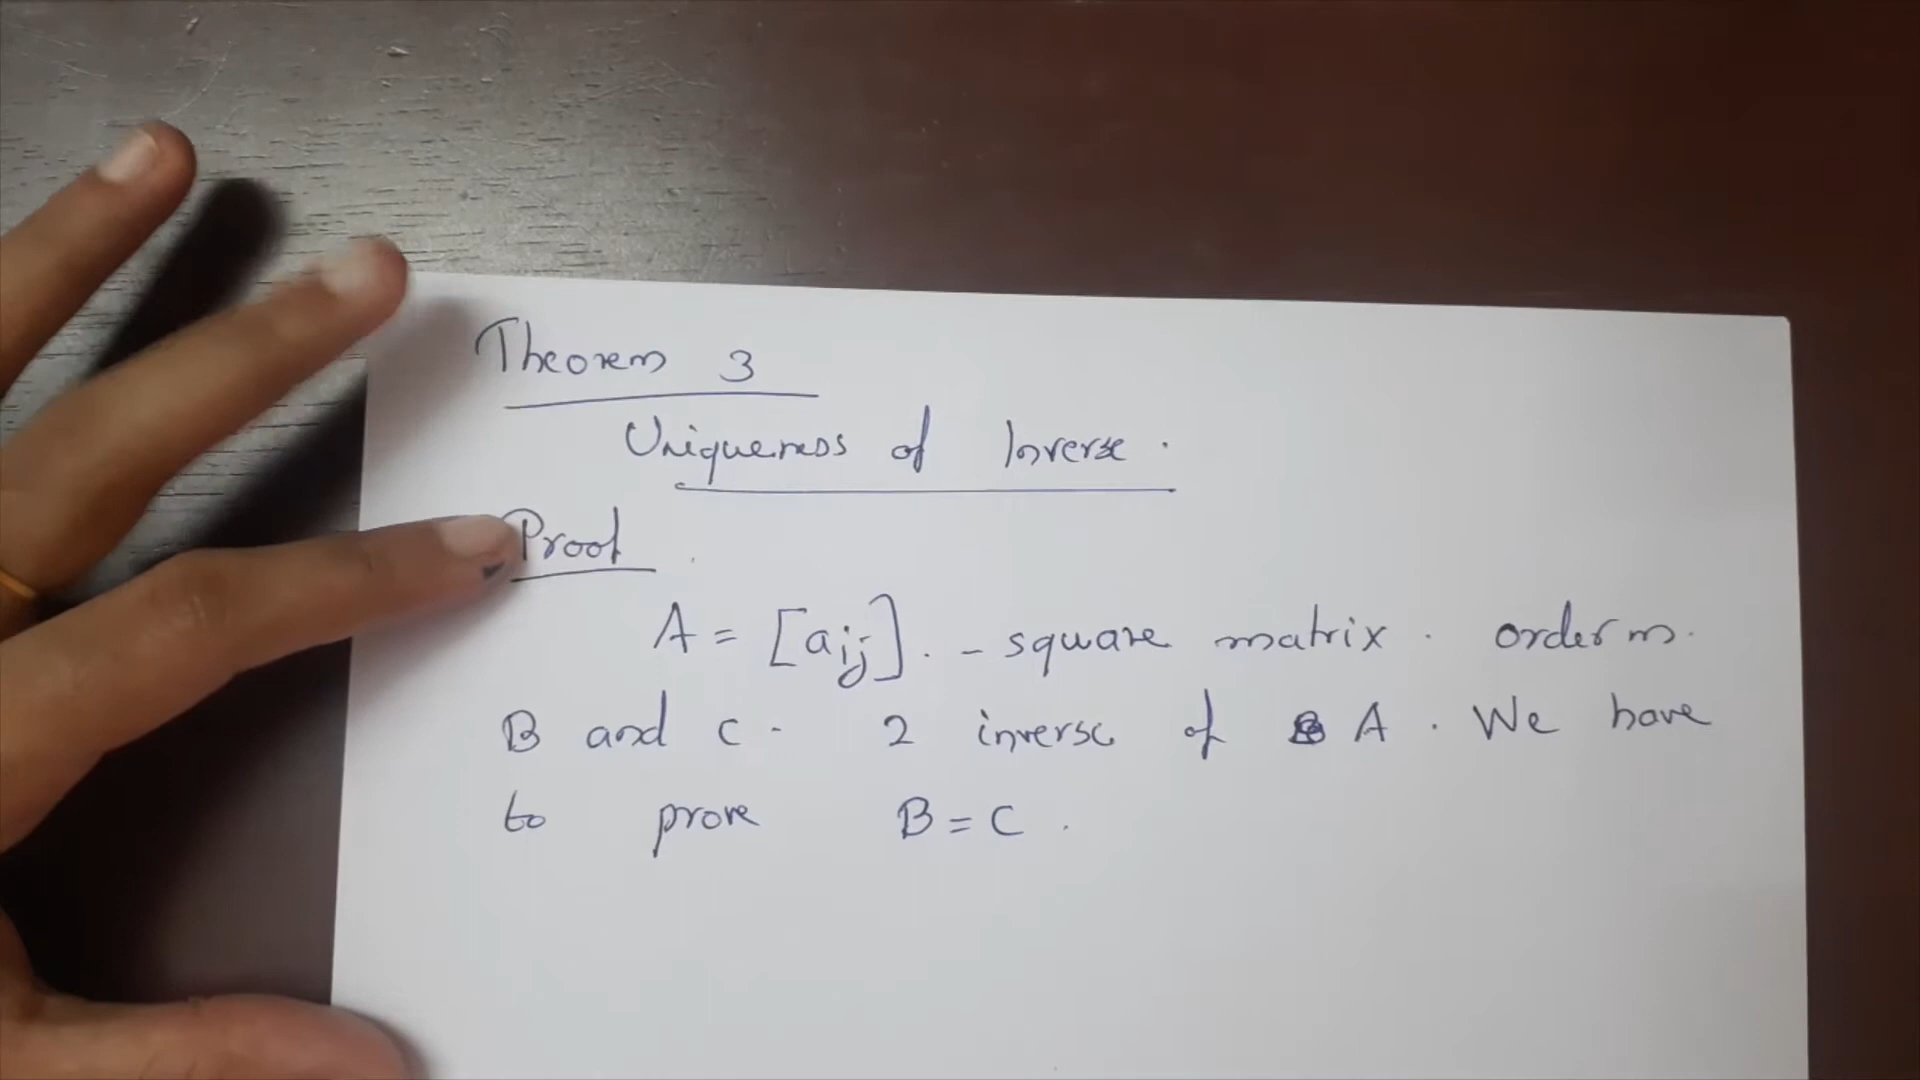 Theorem 3
Uniqueness of Inverse.
Proof
A = [aij]. - square matrix. order m.
B and C. 2 inverse of A. We have
to prove B = C.